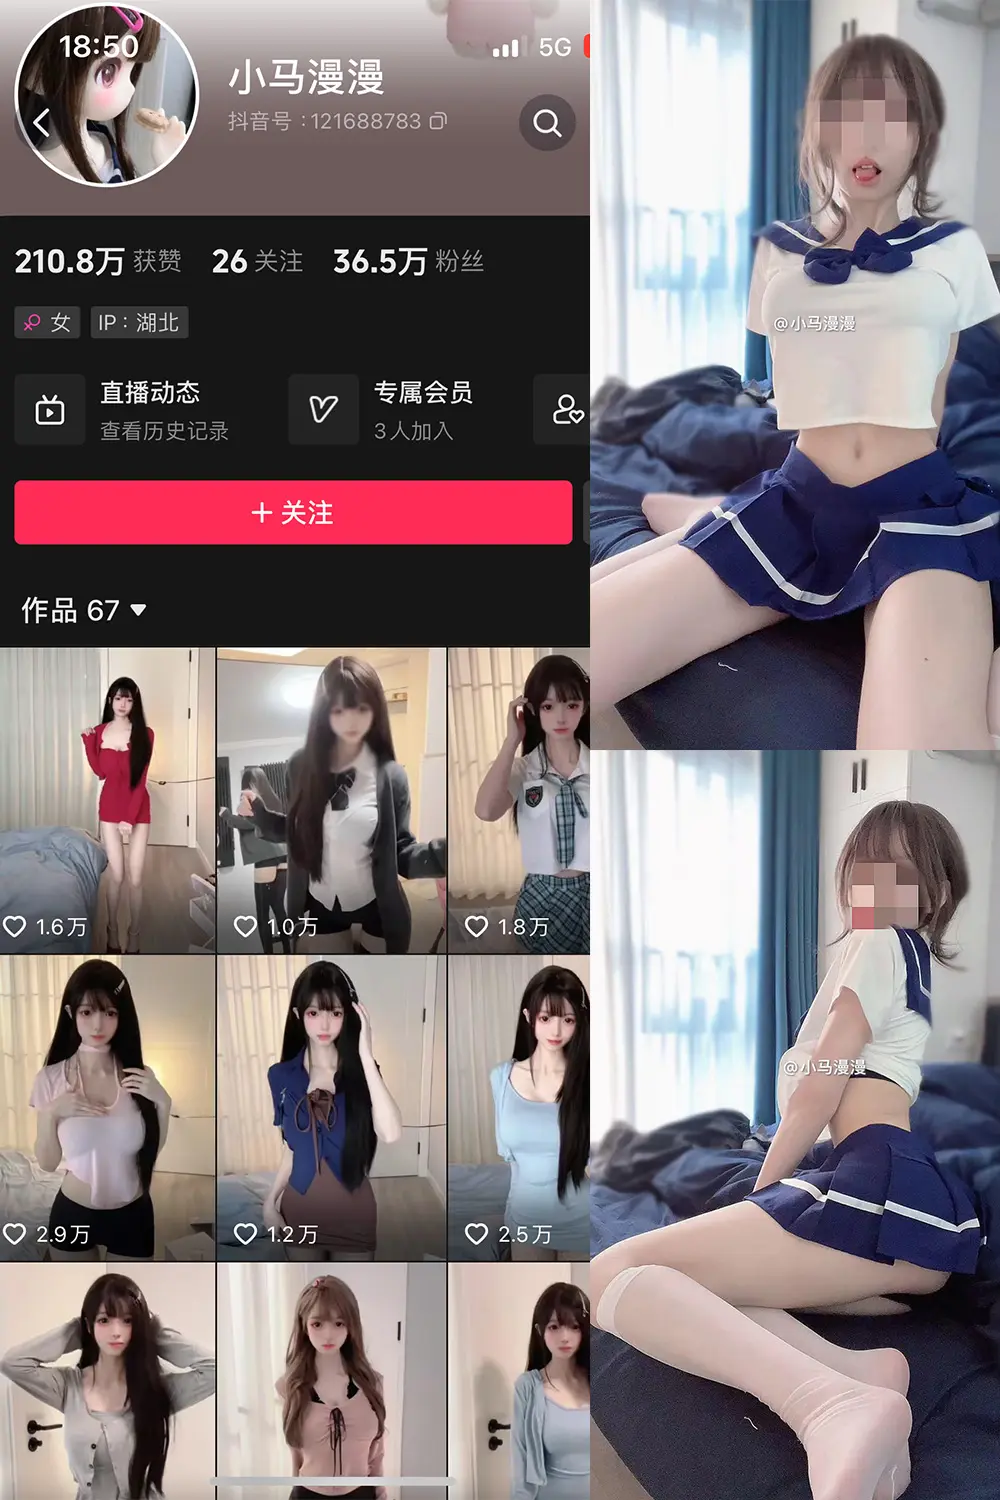 18:50
5G
小马漫漫
抖音号：121688783
210.8万 获赞 26 关注 36.5万 粉丝
女 IP：湖北
直播动态
查看历史记录
专属会员
3人加入
＋关注
作品 67
1.6万
1.0万
1.8万
2.9万
1.2万
2.5万
@小马漫漫
@小马漫漫